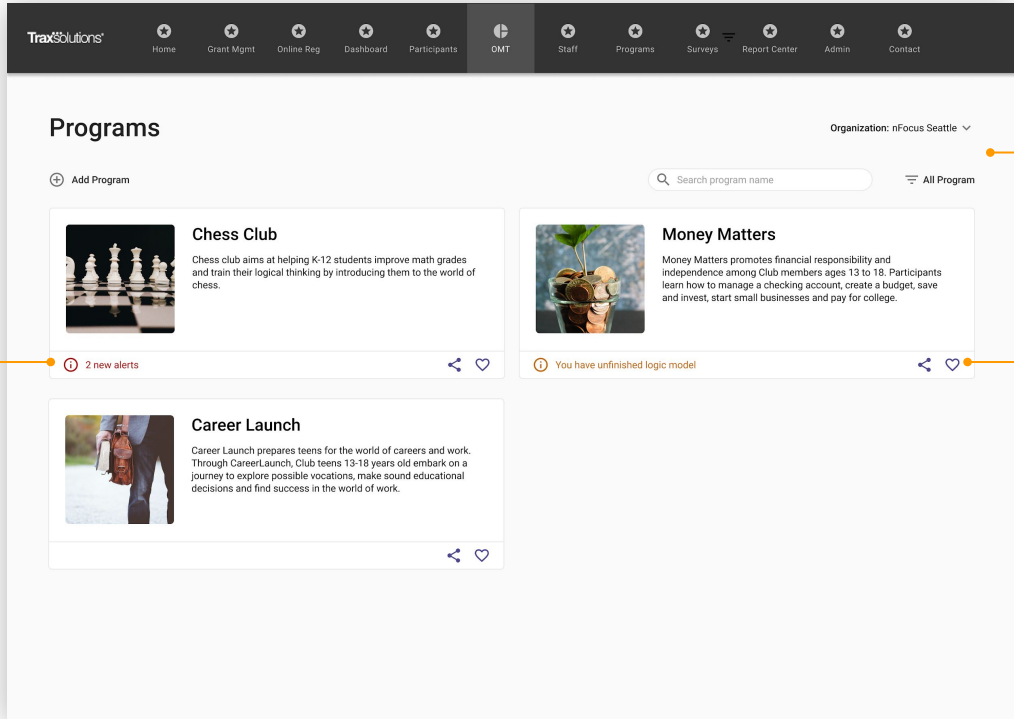 TraxSolutions
Home
Grant Mgmt
Online Reg
Dashboard
Participants
OMT
Staff
Programs
Surveys
Report Center
Admin
Contact
Programs
Organization: nFocus Seattle
Add Program
Search program name
All Program
Chess Club
Chess club aims at helping K-12 students improve math grades
and train their logical thinking by introducing them to the world of
chess.
2 new alerts
Money Matters
Money Matters promotes financial responsibility and
independence among Club members ages 13 to 18. Participants
learn how to manage a checking account, create a budget, save
and invest, start small businesses and pay for college.
You have unfinished logic model
Career Launch
Career Launch prepares teens for the world of careers and work.
Through CareerLaunch, Club teens 13-18 years old embark on a
journey to explore possible vocations, make sound educational
decisions and find success in the world of work.